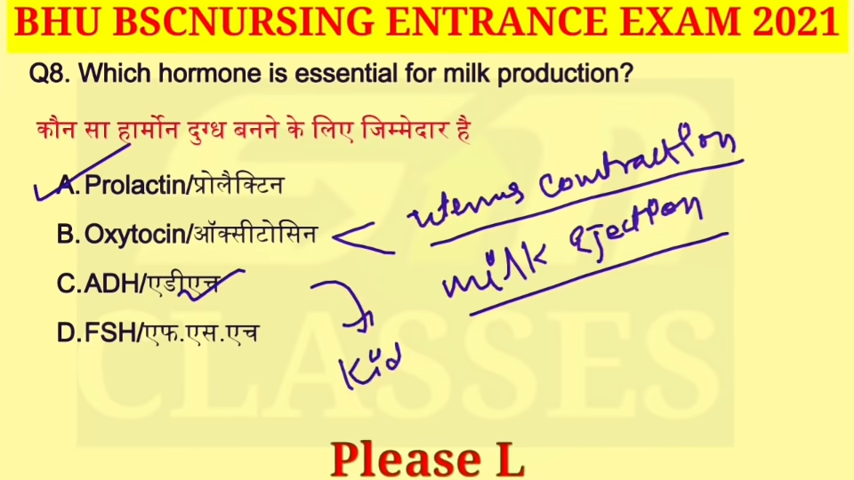 BHU BSCNURSING ENTRANCE EXAM 2021
Q8. Which hormone is essential for milk production?
कौन सा हार्मोन दुग्ध बनने के लिए जिम्मेदार है
A. Prolactin/प्रोलैक्टिन
B. Oxytocin/ऑक्सीटोसिन
uterus contraction
milk ejection
C. ADH/एडीएच
D. FSH/एफ.एस.एच
Kid
CLASSES
Please L